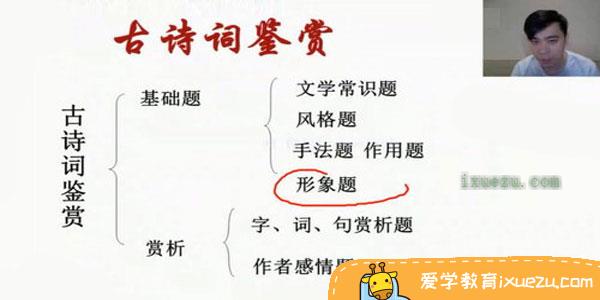 古诗词鉴赏
基础题
文学常识题
风格题
手法题 作用题
形象题
古诗词鉴赏
赏析
字、词、句赏析题
作者感情题
ixuezu.com
爱学教育ixuezu.com